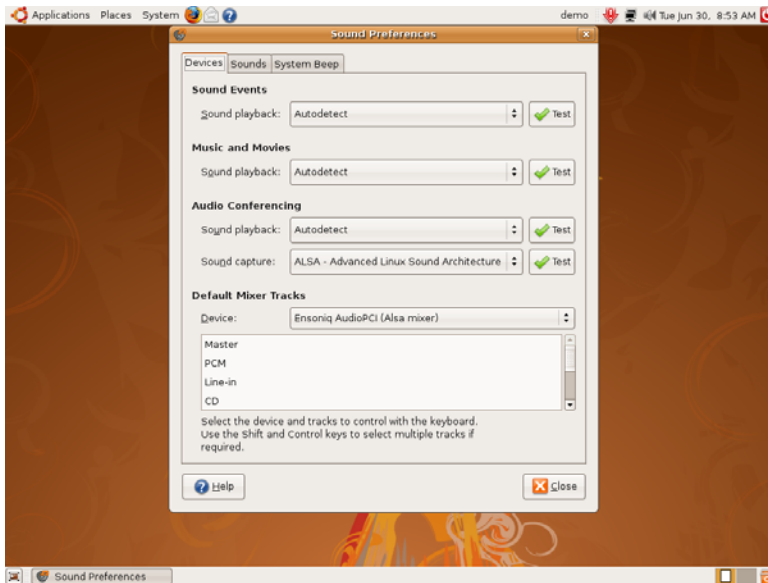 Applications Places System demo Tue Jun 30, 8:53 AM
Sound Preferences
Devices Sounds System Beep
Sound Events
Sound playback: Autodetect Test
Music and Movies
Sound playback: Autodetect Test
Audio Conferencing
Sound playback: Autodetect Test
Sound capture: ALSA - Advanced Linux Sound Architecture Test
Default Mixer Tracks
Device: Ensoniq AudioPCI (Alsa mixer)
Master
PCM
Line-in
CD
Select the device and tracks to control with the keyboard.
Use the Shift and Control keys to select multiple tracks if
required.
Help Close
Sound Preferences